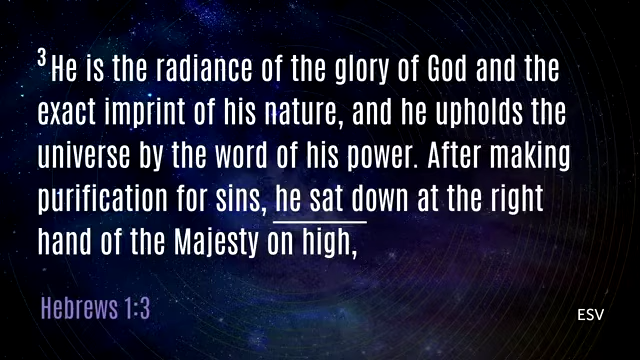 3 He is the radiance of the glory of God and the
exact imprint of his nature, and he upholds the
universe by the word of his power. After making
purification for sins, he sat down at the right
hand of the Majesty on high,
Hebrews 1:3
ESV